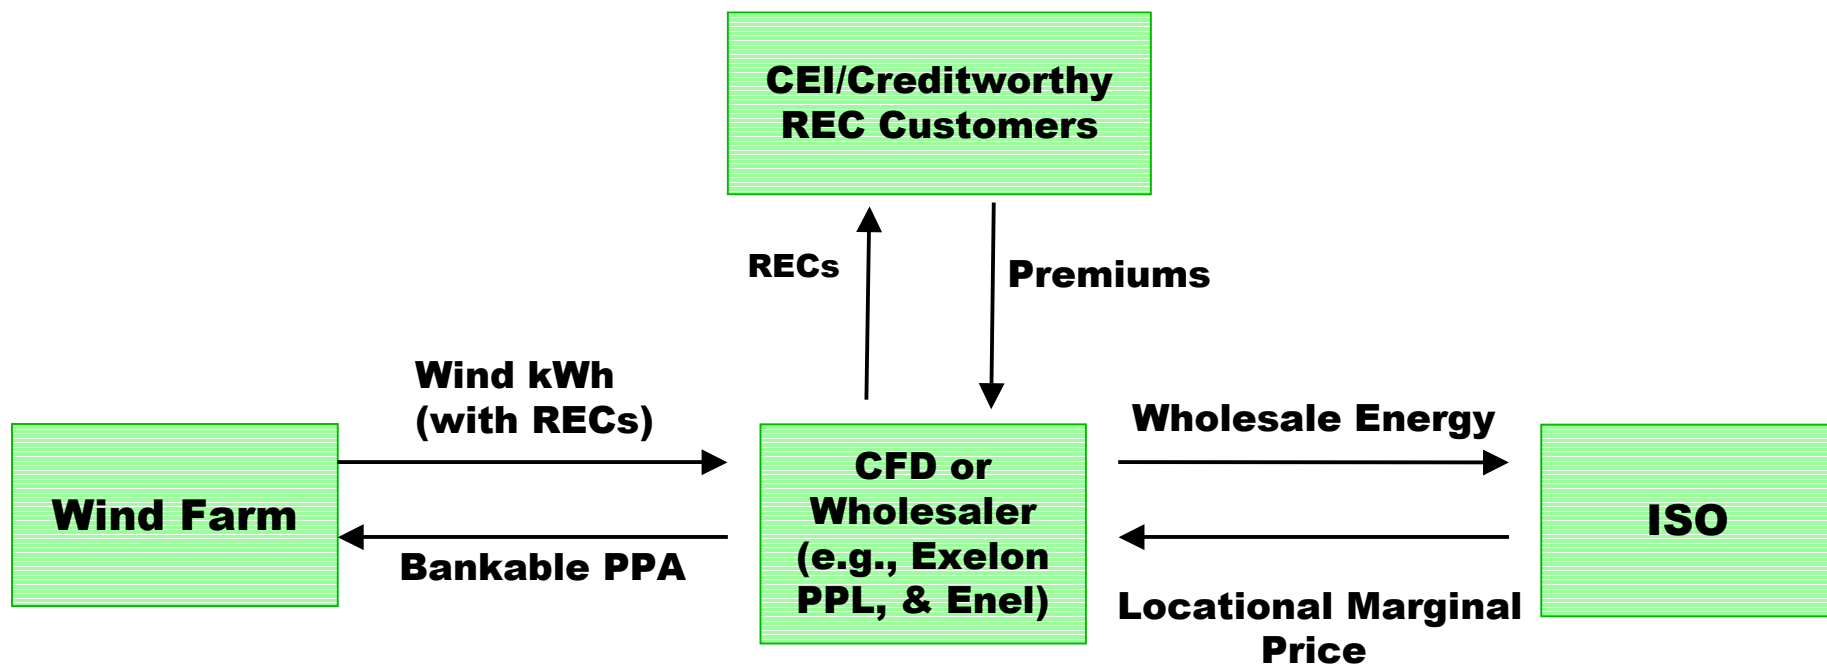 CEI/Creditworthy
REC Customers
RECs
Premiums
Wind kWh
(with RECs)
Wholesale Energy
Wind Farm
CFD or
Wholesaler
(e.g., Exelon
PPL, & Enel)
ISO
Bankable PPA
Locational Marginal
Price